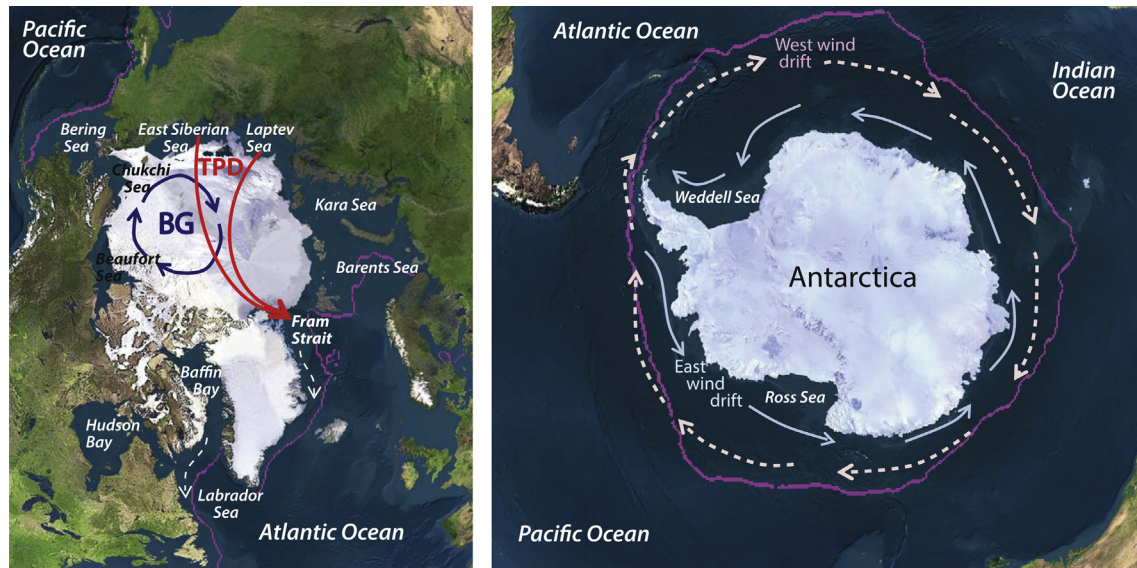 Pacific
Ocean
Bering
Sea
East Siberian
Sea
Laptev
Sea
TPD
Chukchi
Sea
BG
Kara Sea
Beaufort
Sea
Barents Sea
Fram
Strait
Baffin
Bay
Hudson
Bay
Labrador
Sea
Atlantic Ocean
Atlantic Ocean
West wind
drift
Indian
Ocean
Weddell Sea
Antarctica
East
wind
drift
Ross Sea
Pacific Ocean